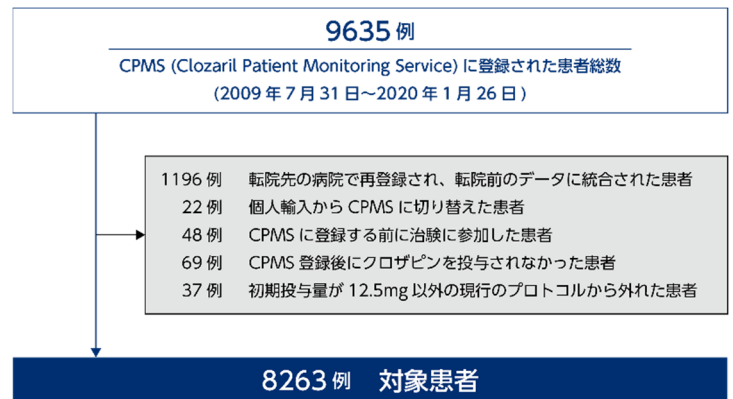 9635 例
CPMS (Clozaril Patient Monitoring Service) に登録された患者総数
(2009 年 7 月 31 日～2020 年 1 月 26 日)
1196 例 転院先の病院で再登録され、転院前のデータに統合された患者
22 例 個人輸入から CPMS に切り替えた患者
48 例 CPMS に登録する前に治験に参加した患者
69 例 CPMS 登録後にクロザピンを投与されなかった患者
37 例 初期投与量が 12.5mg 以外の現行のプロトコルから外れた患者
8263 例 対象患者